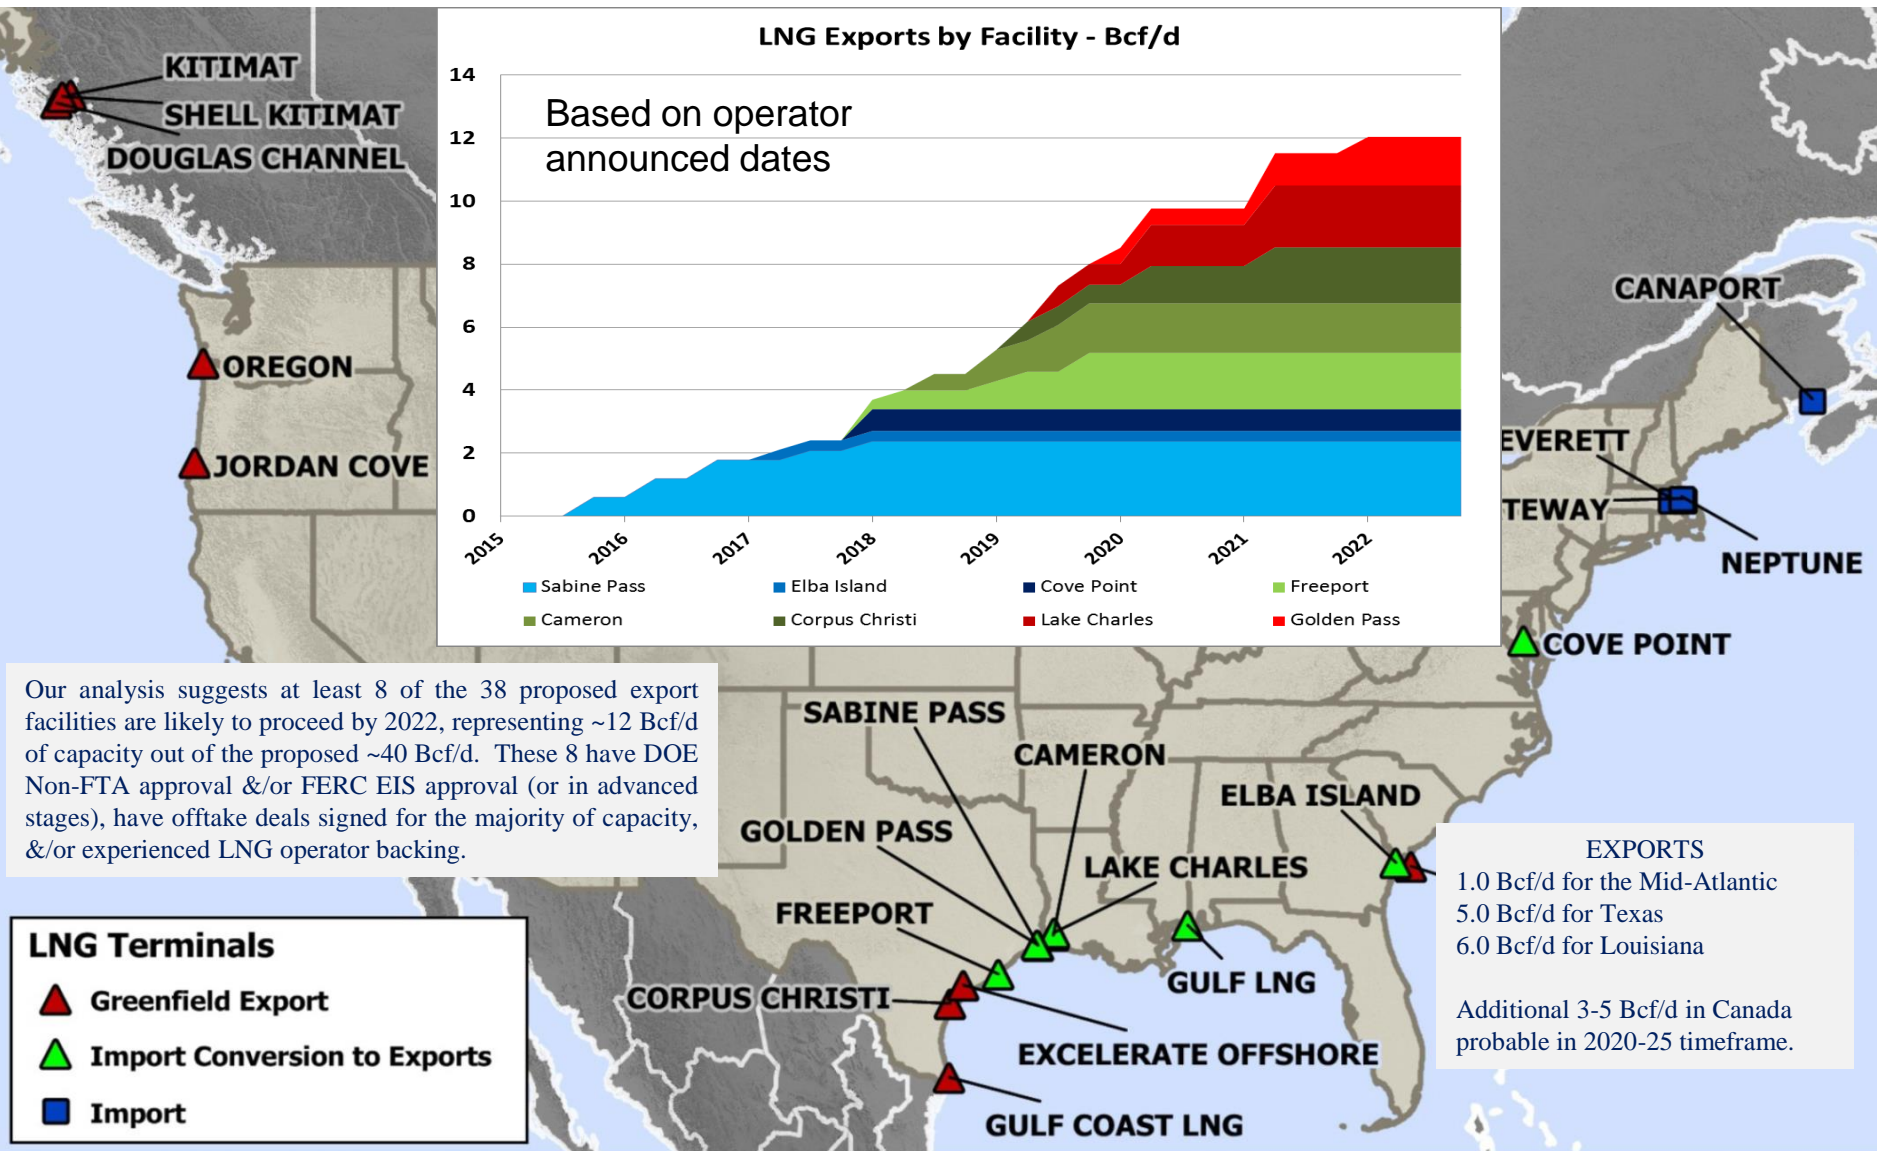 LNG Exports by Facility - Bcf/d
Based on operator
announced dates
14
12
10
8
6
4
2
0
2015
2016
2017
2018
2019
2020
2021
2022
Sabine Pass
Elba Island
Cove Point
Freeport
Cameron
Corpus Christi
Lake Charles
Golden Pass
KITIMAT
SHELL KITIMAT
DOUGLAS CHANNEL
OREGON
JORDAN COVE
CANAPORT
EVERETT
TEWAY
NEPTUNE
COVE POINT
Our analysis suggests at least 8 of the 38 proposed export
facilities are likely to proceed by 2022, representing ~12 Bcf/d
of capacity out of the proposed ~40 Bcf/d. These 8 have DOE
Non-FTA approval &/or FERC EIS approval (or in advanced
stages), have offtake deals signed for the majority of capacity,
&/or experienced LNG operator backing.
SABINE PASS
CAMERON
ELBA ISLAND
GOLDEN PASS
LAKE CHARLES
FREEPORT
GULF LNG
CORPUS CHRISTI
EXCELERATE OFFSHORE
GULF COAST LNG
EXPORTS
1.0 Bcf/d for the Mid-Atlantic
5.0 Bcf/d for Texas
6.0 Bcf/d for Louisiana
Additional 3-5 Bcf/d in Canada
probable in 2020-25 timeframe.
LNG Terminals
Greenfield Export
Import Conversion to Exports
Import